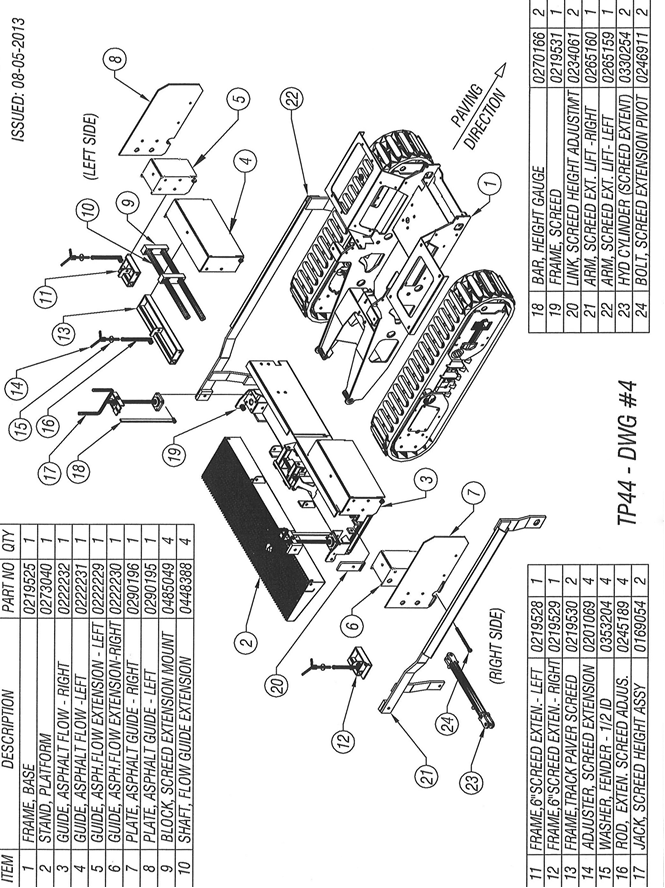 ITEM DESCRIPTION PART NO QTY
1 FRAME, BASE 0219525 1
2 STAND, PLATFORM 0273040 1
3 GUIDE, ASPHALT FLOW - RIGHT 0222232 1
4 GUIDE, ASPHALT FLOW -LEFT 0222231 1
5 GUIDE, ASPH.FLOW EXTENSION - LEFT 0222229 1
6 GUIDE, ASPH.FLOW EXTENSION-RIGHT 0222230 1
7 PLATE, ASPHALT GUIDE - RIGHT 0290196 1
8 PLATE, ASPHALT GUIDE - LEFT 0290195 1
9 BLOCK, SCREED EXTENSION MOUNT 0485049 4
10 SHAFT, FLOW GUIDE EXTENSION 0448388 4
ISSUED: 08-05-2013
(LEFT SIDE)
8
5
4
22
10
9
11
13
14
15
16
17
18
19
2
3
1
PAVING
DIRECTION
20
6
7
12
(RIGHT SIDE)
21
24
23
11 FRAME,6"SCREED EXTEN.- LEFT 0219528 1
12 FRAME,6"SCREED EXTEN.- RIGHT 0219529 1
13 FRAME,TRACK PAVER SCREED 0219530 2
14 ADJUSTER, SCREED EXTENSION 0201069 4
15 WASHER, FENDER - 1/2 ID 0353204 4
16 ROD, EXTEN. SCREED ADJUS. 0245189 4
17 JACK, SCREED HEIGHT ASSY 0169054 2
TP44 - DWG #4
18 BAR, HEIGHT GAUGE 0270166 2
19 FRAME, SCREED 0219531 1
20 LINK, SCREED HEIGHT ADJUSTM'T 0234061 2
21 ARM, SCREED EXT. LIFT -RIGHT 0265160 1
22 ARM, SCREED EXT. LIFT- LEFT 0265159 1
23 HYD CYLINDER (SCREED EXTENT) 0330254 2
24 BOLT, SCREED EXTENSION PIVOT 0246911 2